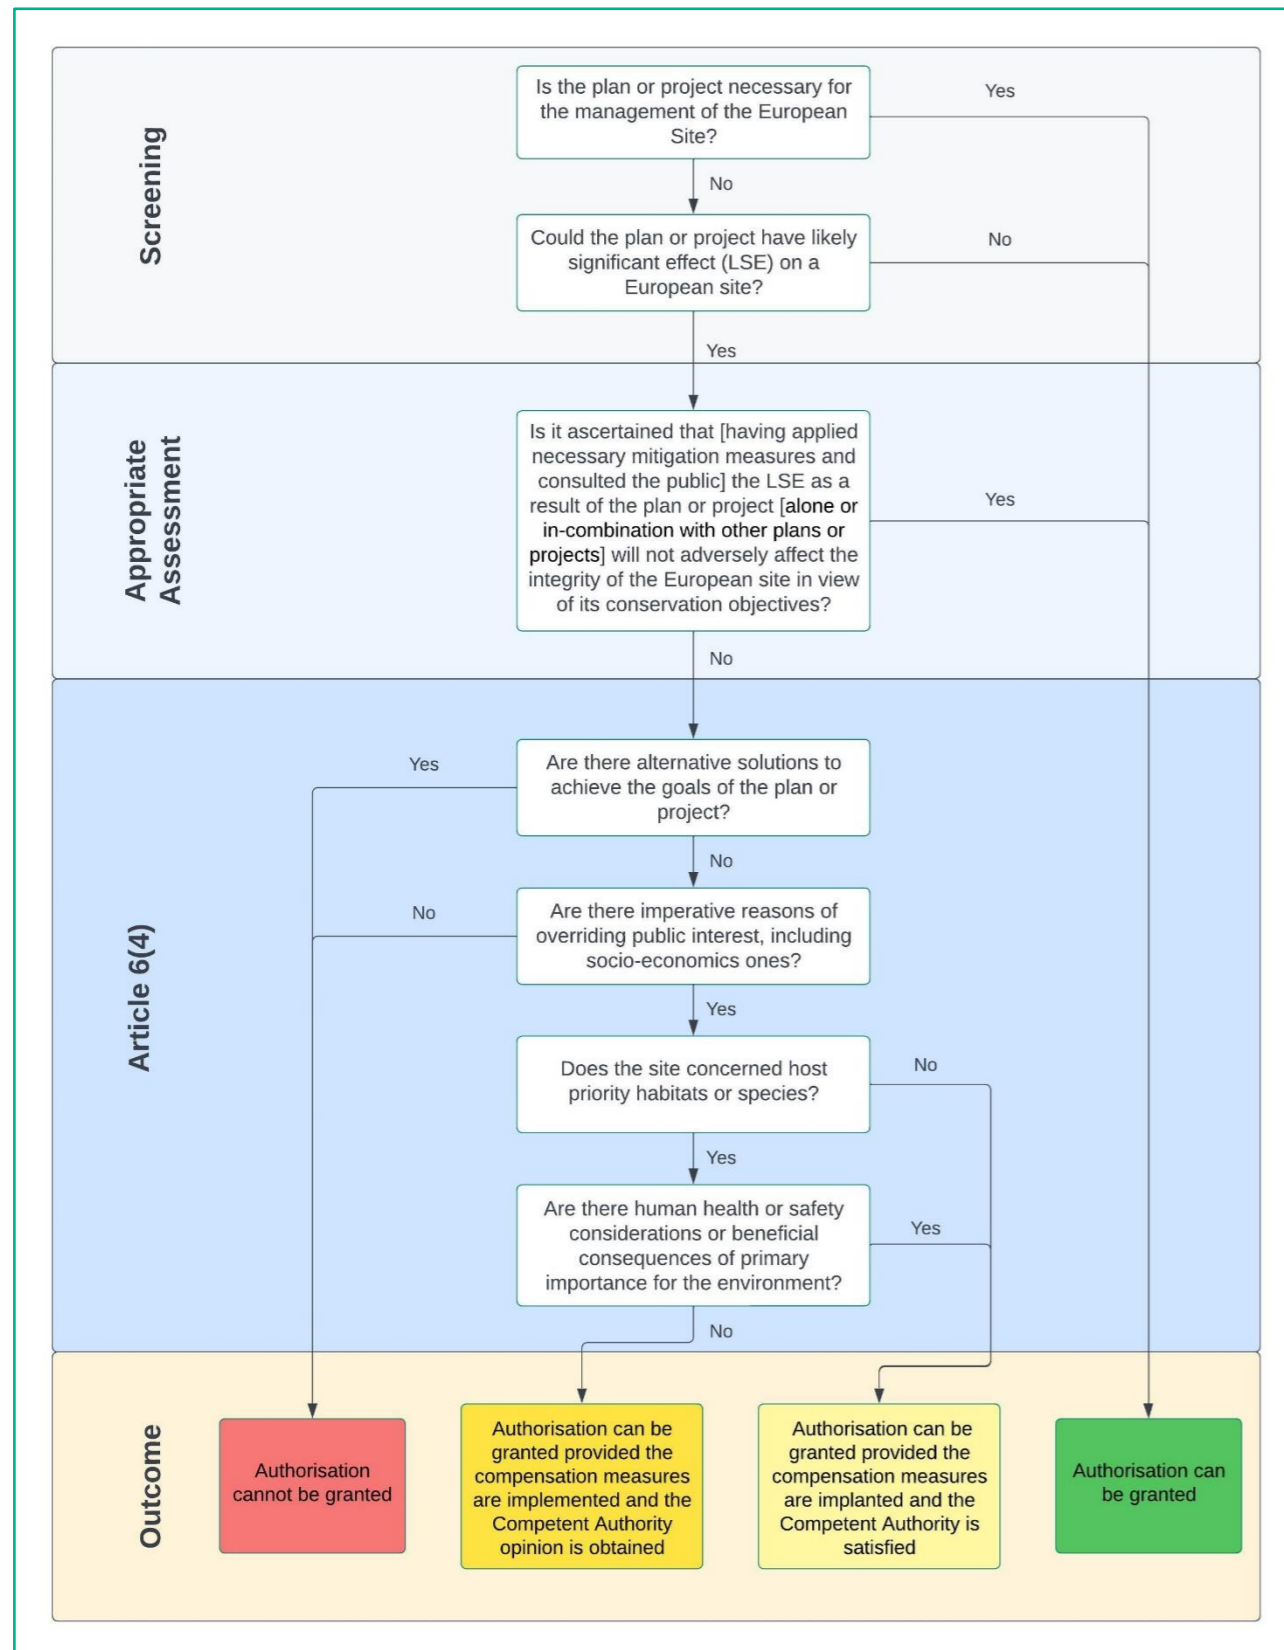 Screening
Is the plan or project necessary for
the management of the European
Site?
Yes
No
Could the plan or project have likely
significant effect (LSE) on a
European site?
No
Yes
Appropriate
Assessment
Is it ascertained that [having applied
necessary mitigation measures and
consulted the public] the LSE as a
result of the plan or project [alone or
in-combination with other plans or
projects] will not adversely affect the
integrity of the European site in view
of its conservation objectives?
Yes
No
Article 6(4)
Are there alternative solutions to
achieve the goals of the plan or
project?
Yes
No
Are there imperative reasons of
overriding public interest, including
socio-economics ones?
No
Yes
Does the site concerned host
priority habitats or species?
No
Yes
Are there human health or safety
considerations or beneficial
consequences of primary
importance for the environment?
Yes
No
Outcome
Authorisation
cannot be granted
Authorisation can be
granted provided the
compensation measures
are implemented and the
Competent Authority
opinion is obtained
Authorisation can be
granted provided the
compensation measures
are implanted and the
Competent Authority is
satisfied
Authorisation can
be granted